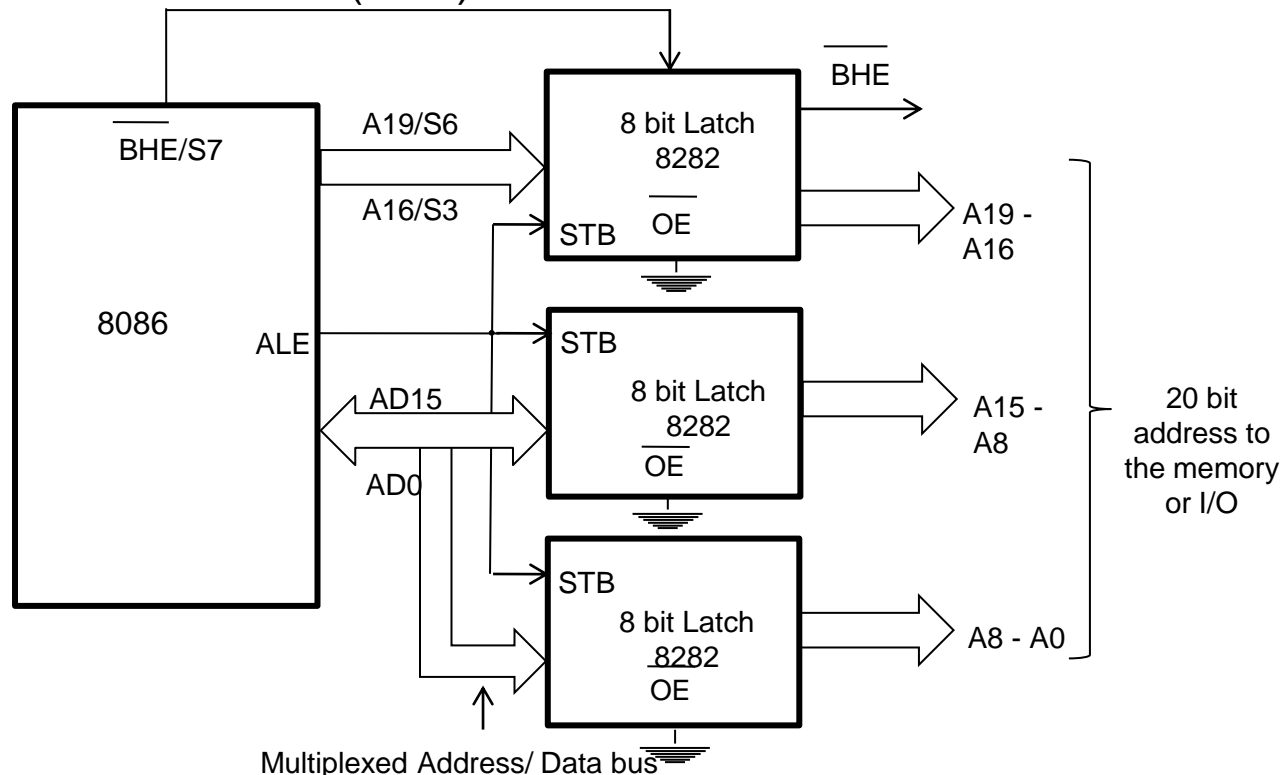 BHE
BHE/S7
A19/S6
A16/S3
8 bit Latch
8282
OE
STB
A19 -
A16
8086
ALE
STB
8 bit Latch
8282
OE
A15 -
A8
AD15
AD0
20 bit
address to
the memory
or I/O
STB
8 bit Latch
8282
OE
A8 - A0
Multiplexed Address/ Data bus